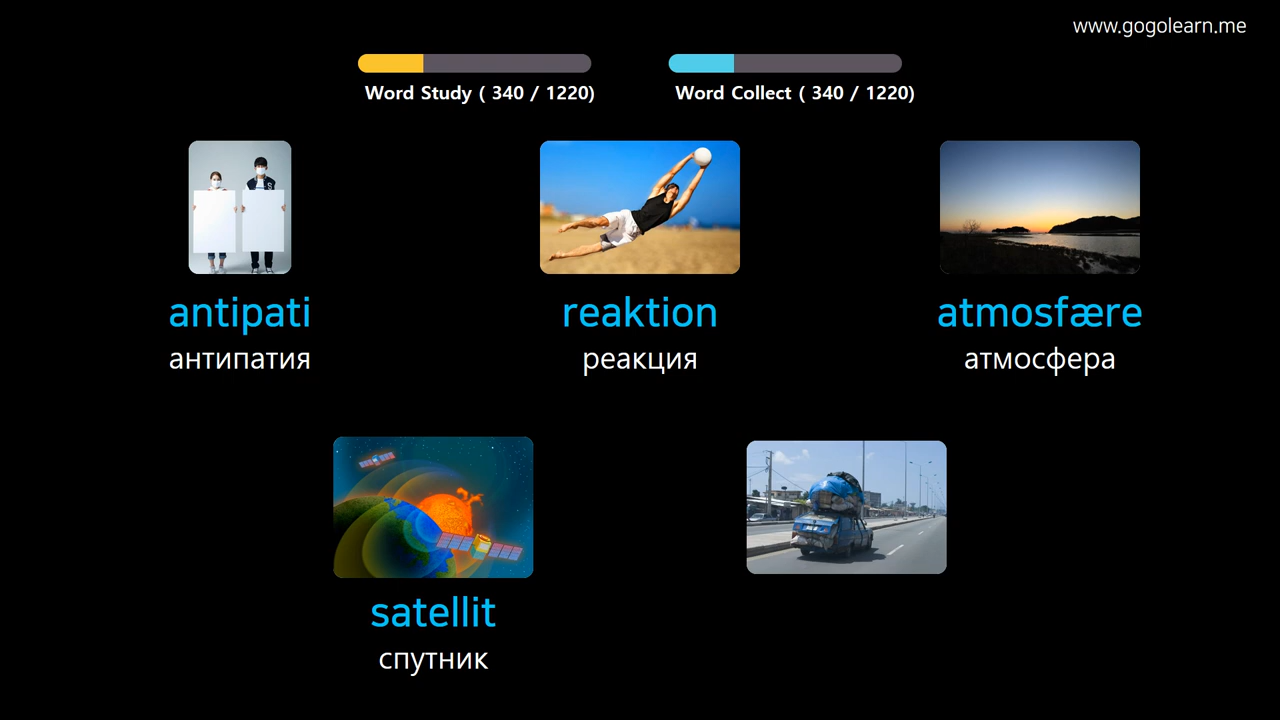 www.gogolearn.me
Word Study ( 340 / 1220)
Word Collect ( 340 / 1220)
antipati
антипатия
reaktion
реакция
atmosfære
атмосфера
satellit
спутник